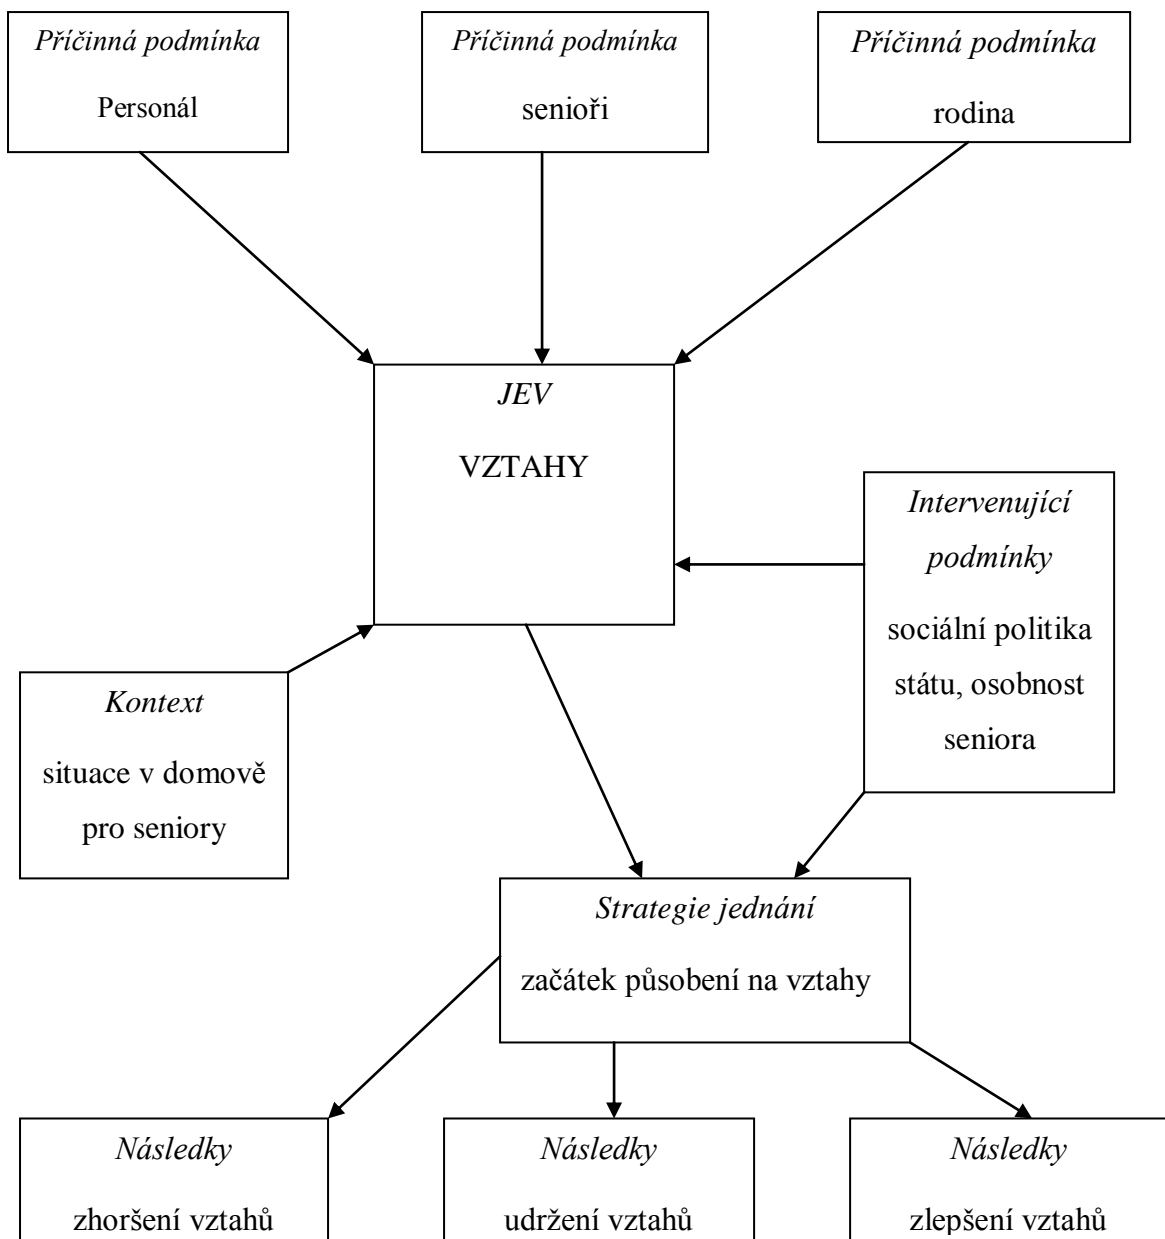 Příčinná podmínka
Personál
Příčinná podmínka
senioři
Příčinná podmínka
rodina
JEV
VZTAHY
Intervenující
podmínky
sociální politika
státu, osobnost
seniora
Kontext
situace v domově
pro seniory
Strategie jednání
začátek působení na vztahy
Následky
zhoršení vztahů
Následky
udržení vztahů
Následky
zlepšení vztahů